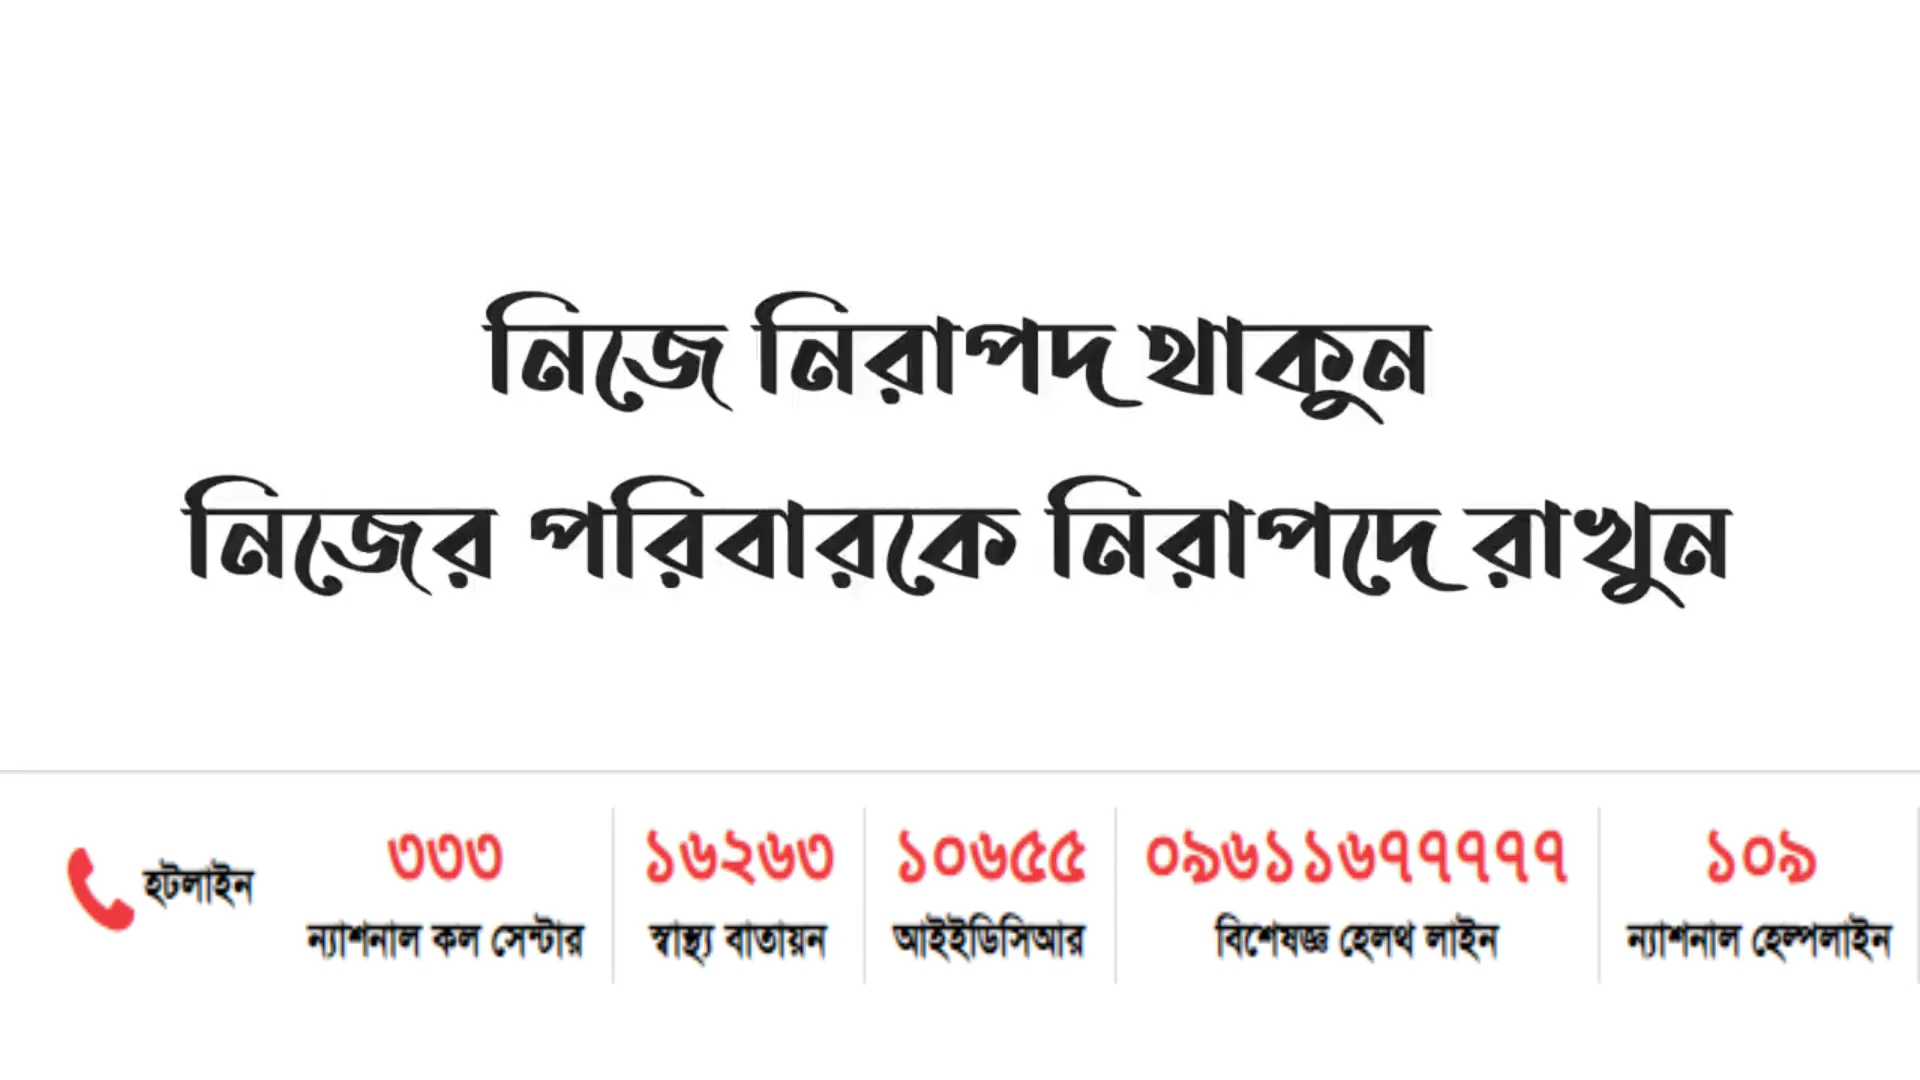 নিজে নিরাপদ থাকুন
নিজের পরিবারকে নিরাপদে রাখুন
হটলাইন
৩৩৩
ন্যাশনাল কল সেন্টার
১৬২৬৩
স্বাস্থ্য বাতায়ন
১০৬৫৫
আইইডিসিআর
০৯৬১১৬৭৭৭৭৭
বিশেষজ্ঞ হেলথ লাইন
১০৯
ন্যাশনাল হেল্পলাইন